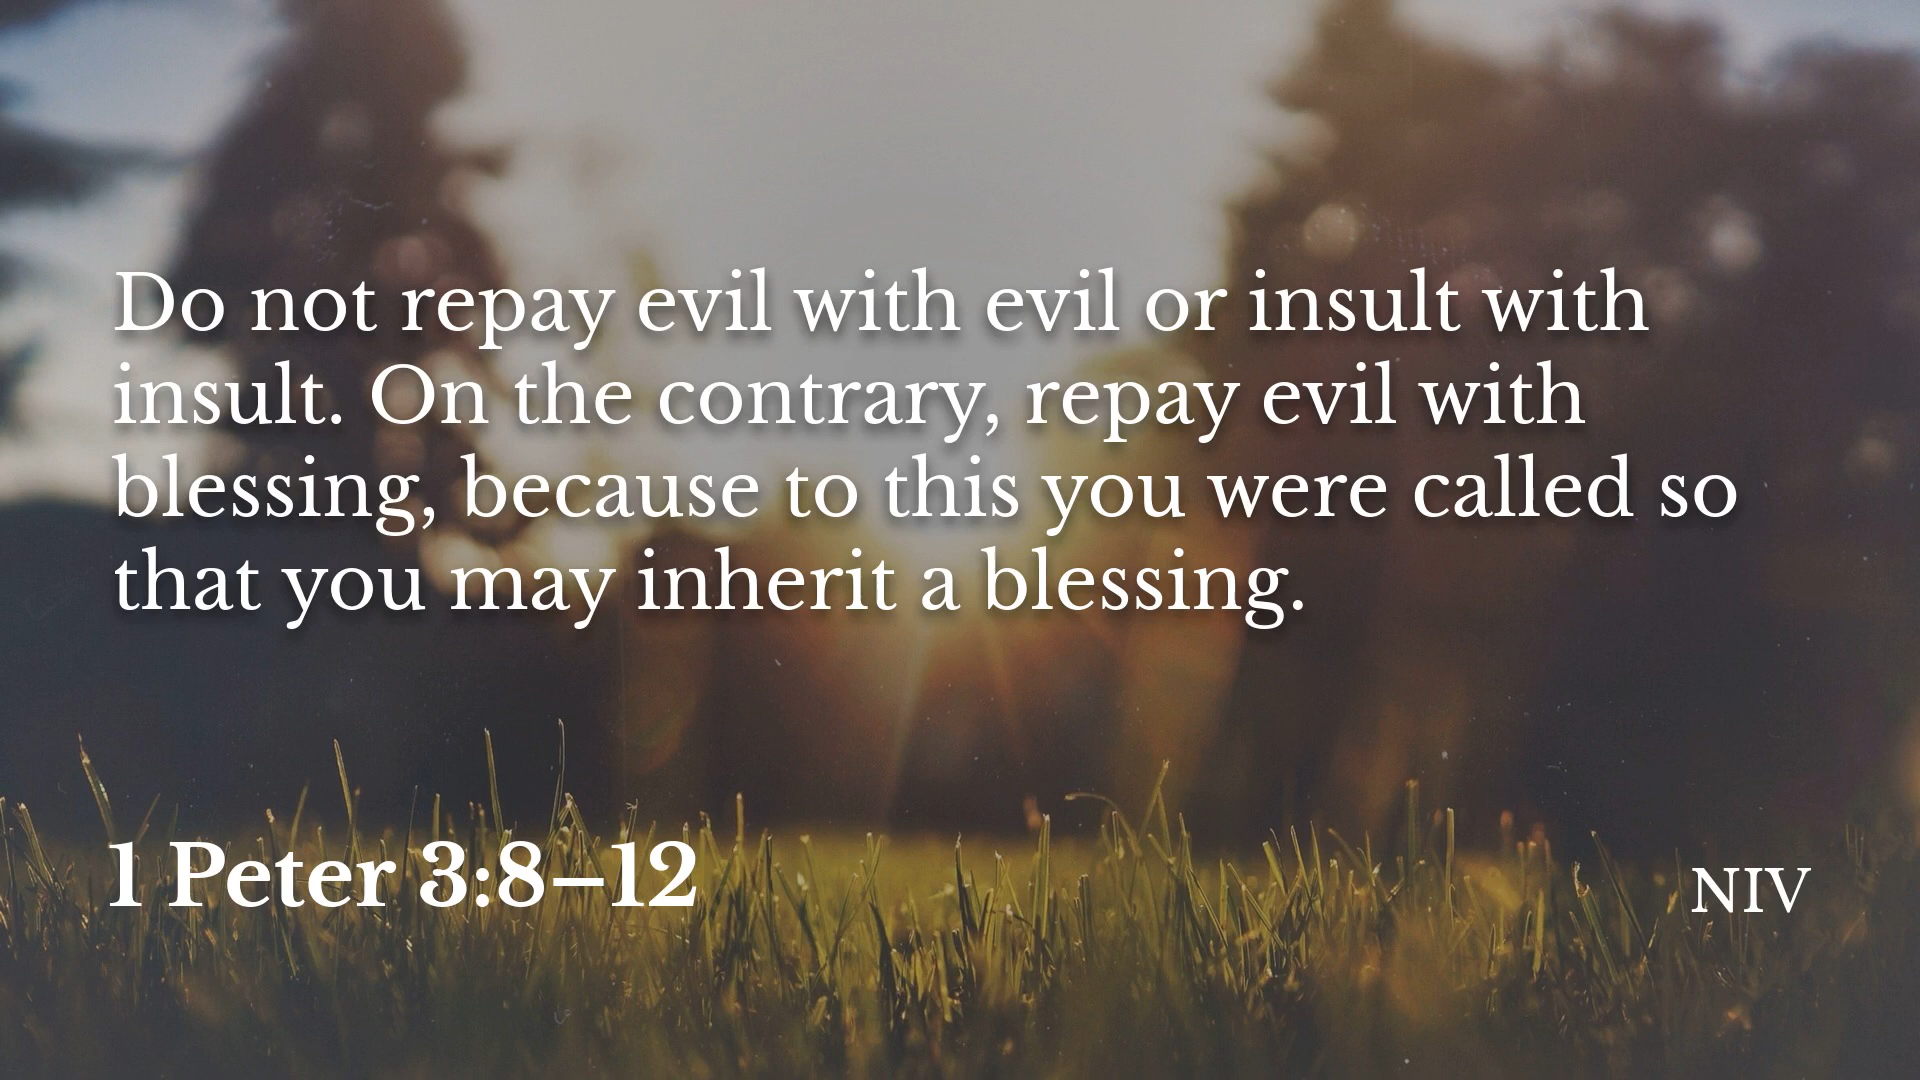 Do not repay evil with evil or insult with
insult. On the contrary, repay evil with
blessing, because to this you were called so
that you may inherit a blessing.
1 Peter 3:8–12
NIV